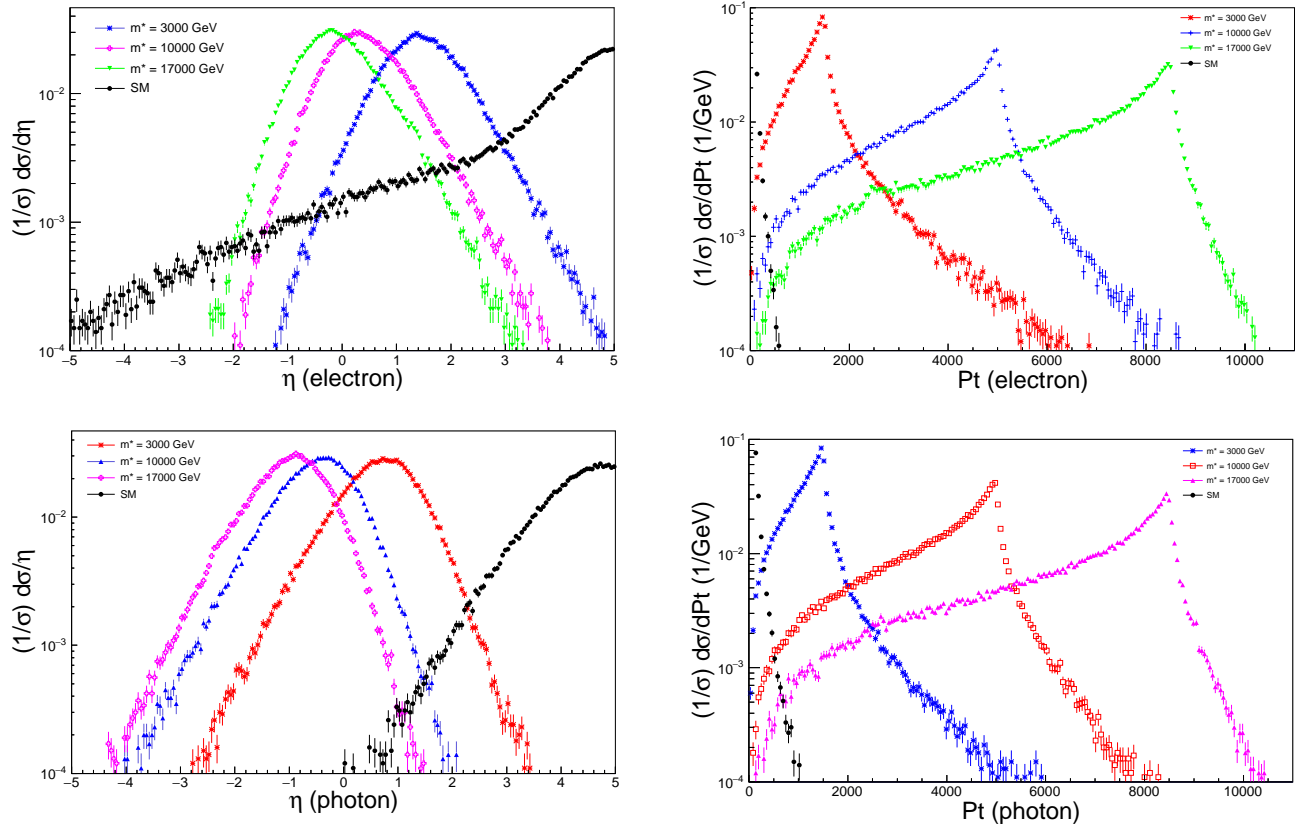 m* = 3000 GeV
m* = 10000 GeV
m* = 17000 GeV
SM
(1/σ) dσ/dη
10⁻¹
10⁻²
10⁻³
10⁻⁴
−5 −4 −3 −2 −1 0 1 2 3 4 5
η (electron)
m* = 3000 GeV
m* = 10000 GeV
m* = 17000 GeV
SM
(1/σ) dσ/dPt (1/GeV)
10⁻¹
10⁻²
10⁻³
10⁻⁴
0 2000 4000 6000 8000 10000
Pt (electron)
m* = 3000 GeV
m* = 10000 GeV
m* = 17000 GeV
SM
(1/σ) dσ/η
10⁻²
10⁻³
10⁻⁴
−5 −4 −3 −2 −1 0 1 2 3 4 5
η (photon)
m* = 3000 GeV
m* = 10000 GeV
m* = 17000 GeV
SM
(1/σ) dσ/dPt (1/GeV)
10⁻¹
10⁻²
10⁻³
10⁻⁴
0 2000 4000 6000 8000 10000
Pt (photon)